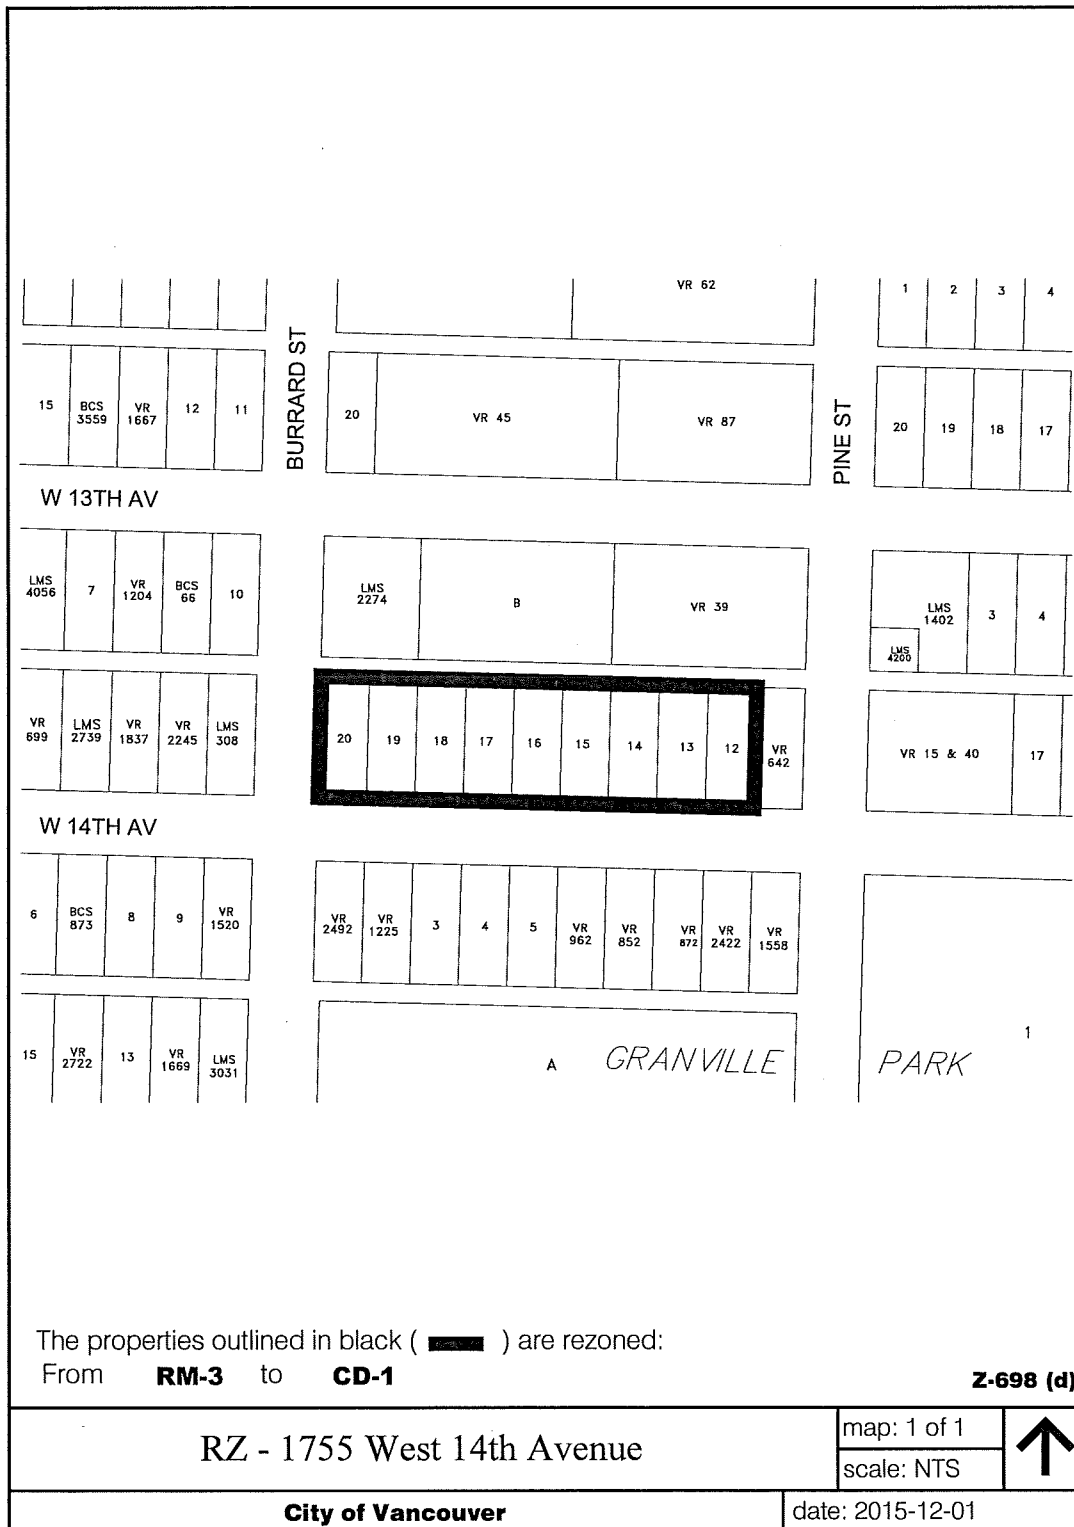 VR 62
1 2 3 4
BURRARD ST
PINE ST
15 BCS 3559 VR 1667 12 11
20 VR 45 VR 87
20 19 18 17
W 13TH AV
LMS 4056 7 VR 1204 BCS 66 10
LMS 2274 B VR 39
LMS 1402 3 4
LMS 4200
VR 699 LMS 2739 VR 1837 VR 2245 LMS 308
20 19 18 17 16 15 14 13 12 VR 642
VR 15 & 40 17
W 14TH AV
6 BCS 873 8 9 VR 1520
VR 2492 VR 1225 3 4 5 VR 962 VR 852 VR 872 VR 2422 VR 1558
15 VR 2722 13 VR 1669 LMS 3031
A GRANVILLE PARK 1
The properties outlined in black ( ) are rezoned:
From RM-3 to CD-1
Z-698 (d)
RZ - 1755 West 14th Avenue
map: 1 of 1
scale: NTS
City of Vancouver
date: 2015-12-01